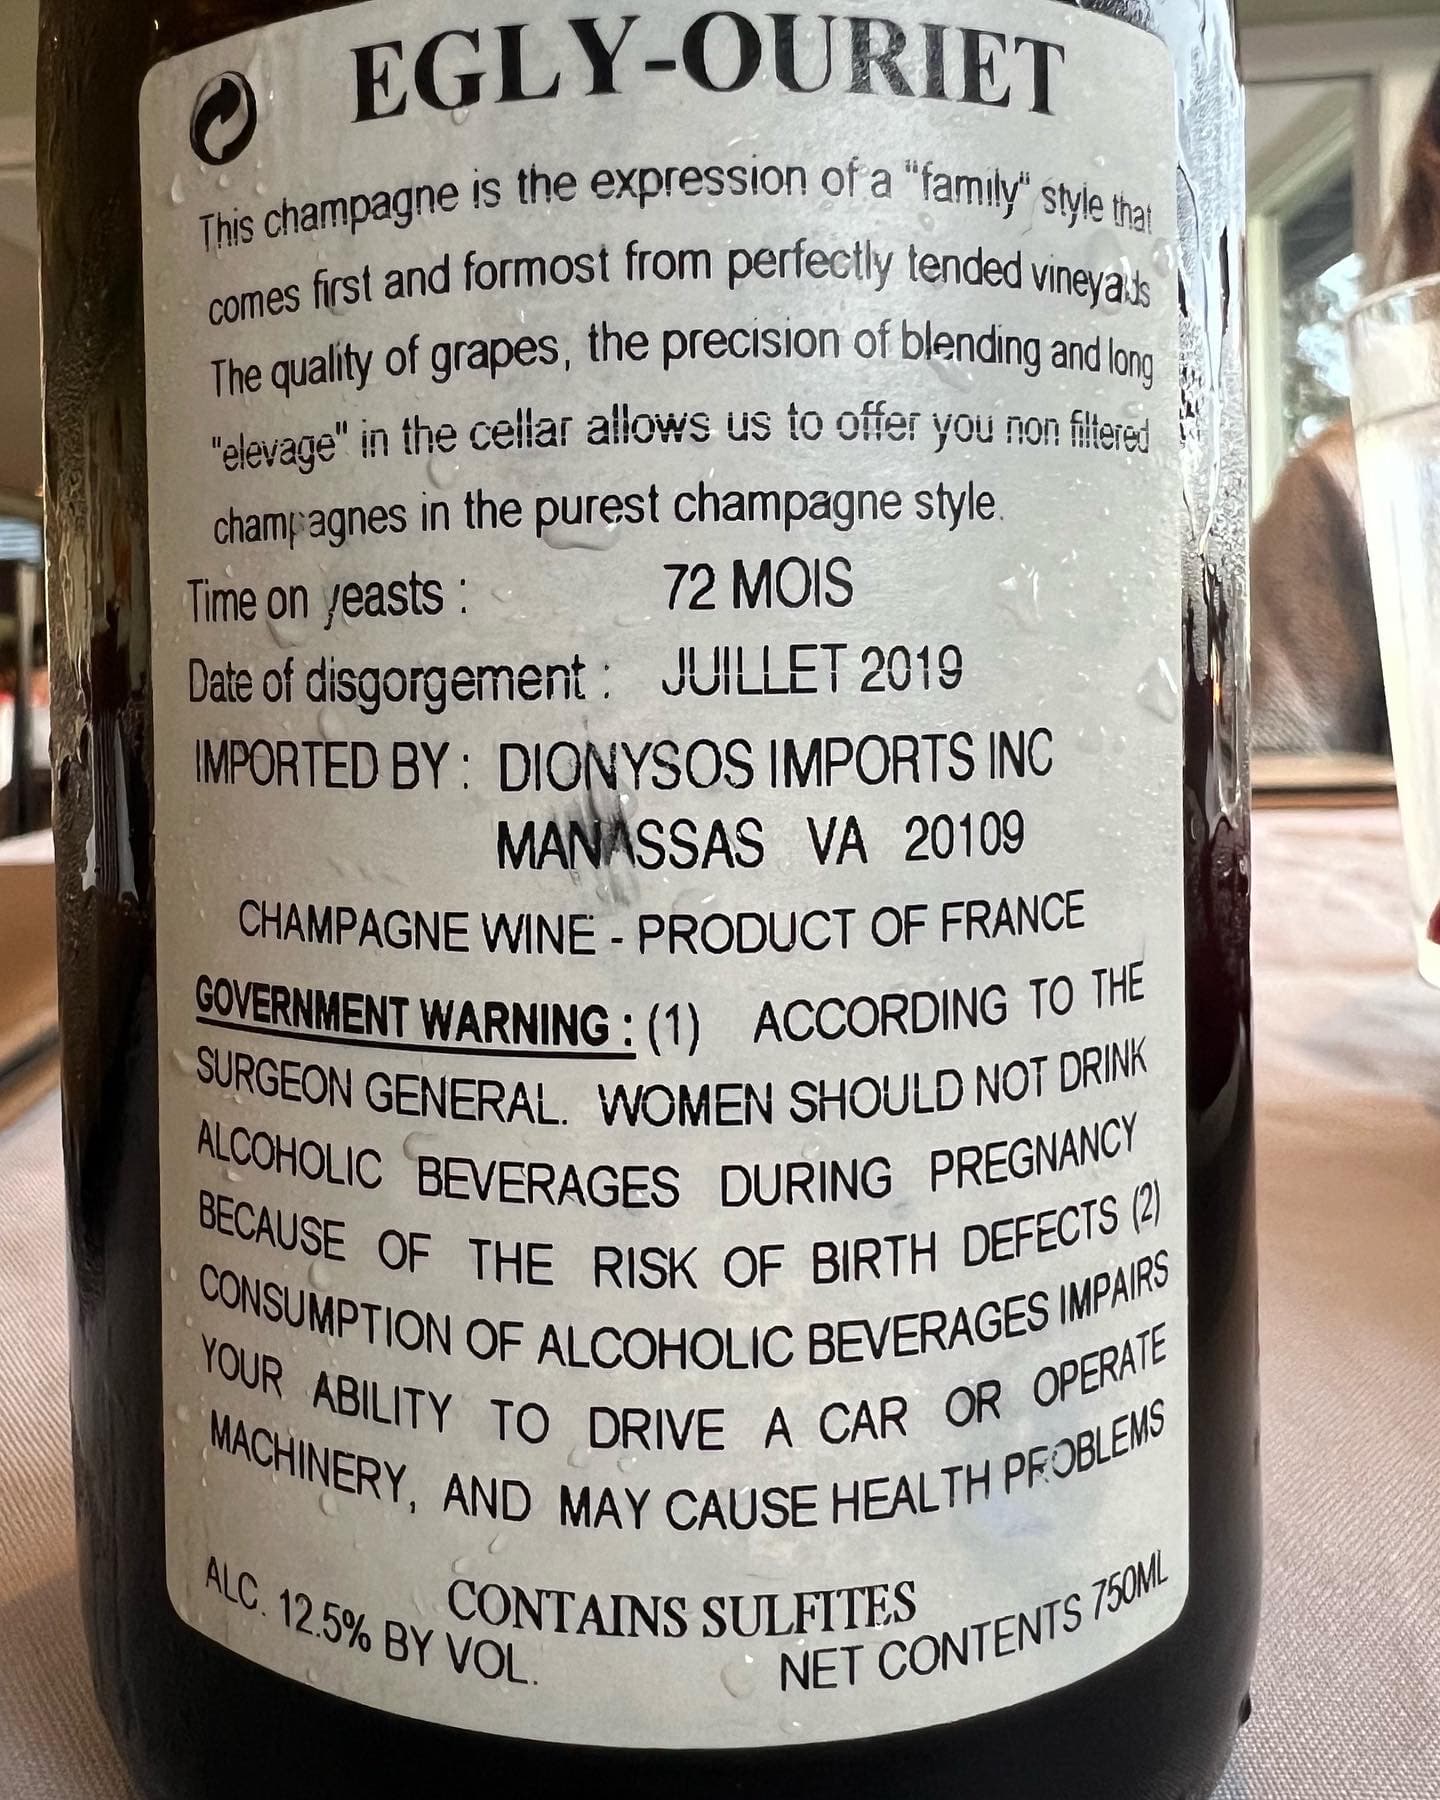 EGLY-OURIET
This champagne is the expression of a "family" style that
comes first and formost from perfectly tended vineyads
The quality of grapes, the precision of blending and long
"elevage" in the cellar allows us to offer you non filtered
champagnes in the purest champagne style.
Time on yeasts : 72 MOIS
Date of disgorgement : JUILLET 2019
IMPORTED BY : DIONYSOS IMPORTS INC
MANASSAS VA 20109
CHAMPAGNE WINE - PRODUCT OF FRANCE
GOVERNMENT WARNING : (1) ACCORDING TO THE
SURGEON GENERAL. WOMEN SHOULD NOT DRINK
ALCOHOLIC BEVERAGES DURING PREGNANCY
BECAUSE OF THE RISK OF BIRTH DEFECTS (2)
CONSUMPTION OF ALCOHOLIC BEVERAGES IMPAIRS
YOUR ABILITY TO DRIVE A CAR OR OPERATE
MACHINERY, AND MAY CAUSE HEALTH PROBLEMS
CONTAINS SULFITES
ALC. 12.5% BY VOL. NET CONTENTS 750ML